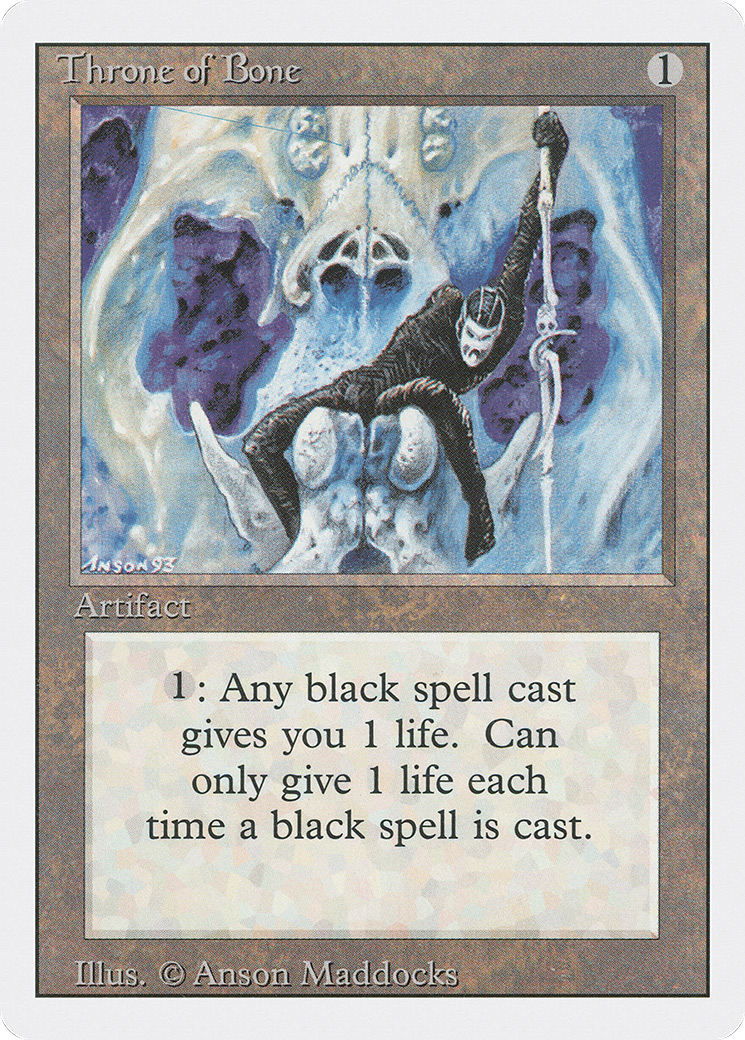 Throne of Bone 1
ANSON 93
Artifact
1: Any black spell cast
gives you 1 life. Can
only give 1 life each
time a black spell is cast.
Illus. © Anson Maddocks